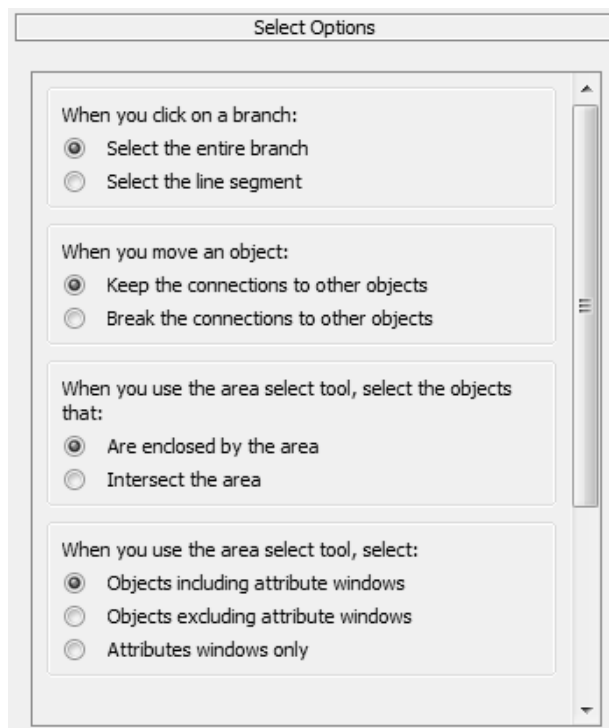 Select Options
When you click on a branch:
Select the entire branch
Select the line segment
When you move an object:
Keep the connections to other objects
Break the connections to other objects
When you use the area select tool, select the objects
that:
Are enclosed by the area
Intersect the area
When you use the area select tool, select:
Objects including attribute windows
Objects excluding attribute windows
Attributes windows only